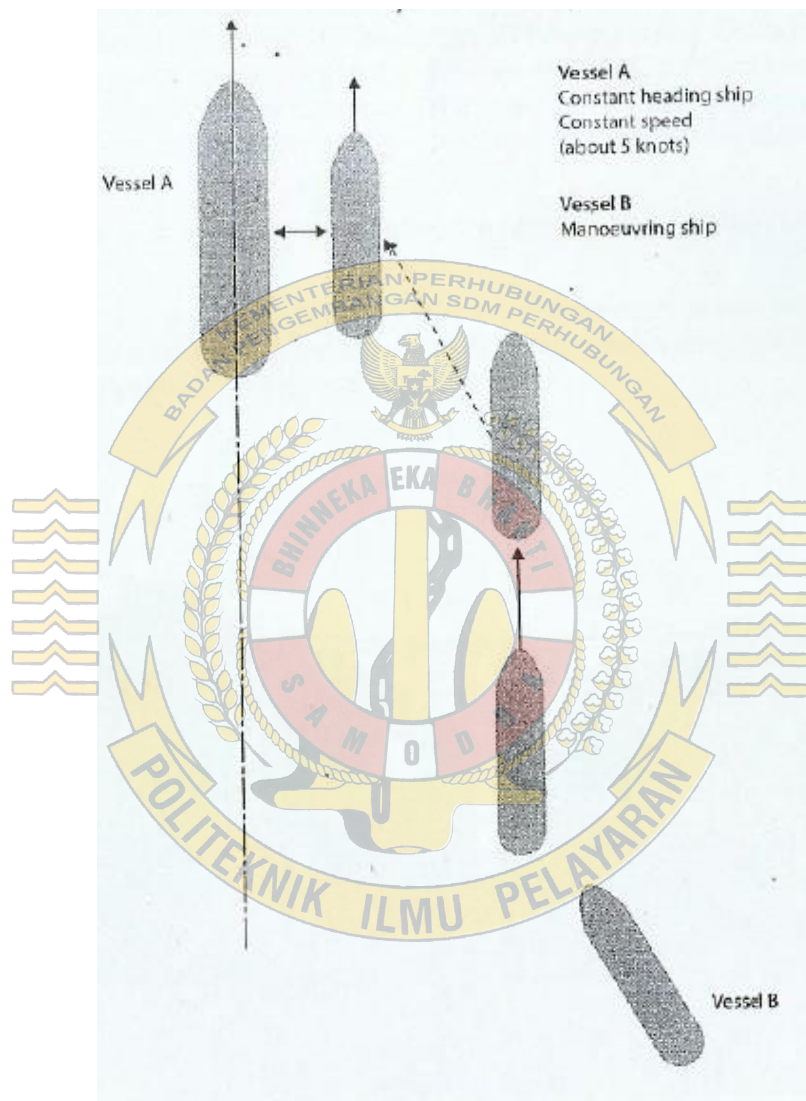 Vessel A
Constant heading ship
Constant speed
(about 5 knots)
Vessel A
Vessel B
Manoeuvring ship
KEMENTERIAN PERHUBUNGAN
BADAN PENGEMBANGAN SDM PERHUBUNGAN
BHINNEKA EKA BHAKTI
SAMODRA
POLITEKNIK ILMU PELAYARAN
Vessel B